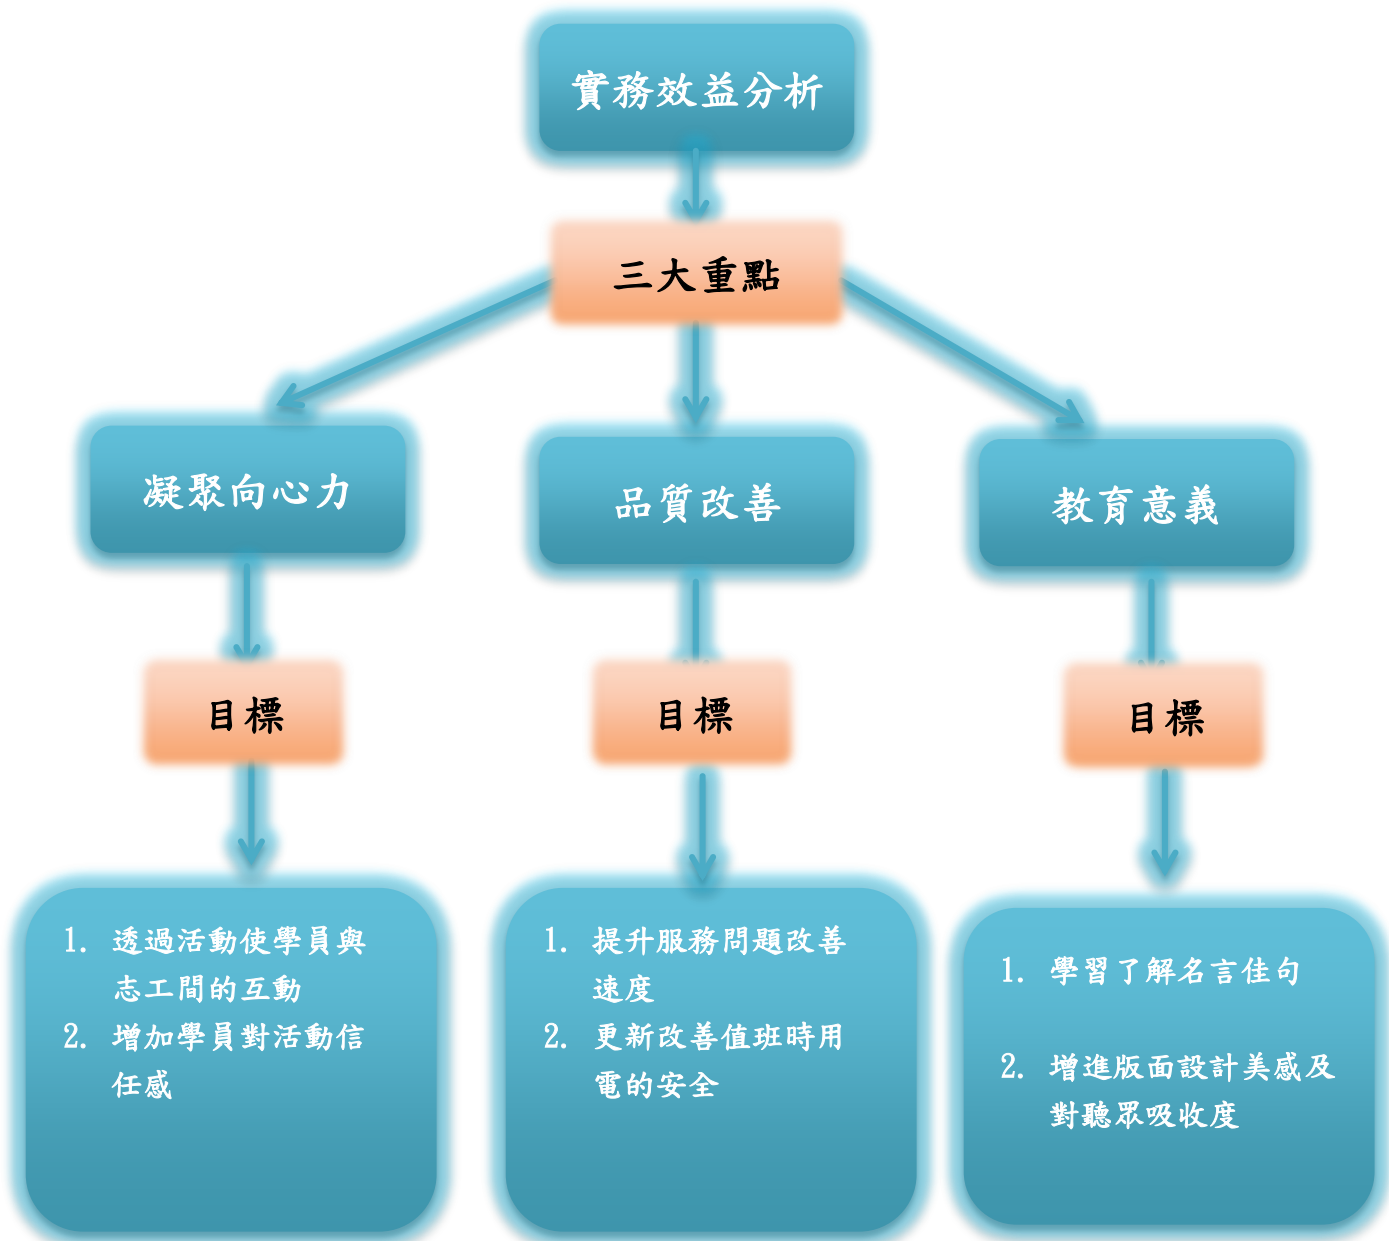 實務效益分析
三大重點
凝聚向心力
品質改善
教育意義
目標
目標
目標
1. 透過活動使學員與
志工間的互動
2. 增加學員對活動信
任感
1. 提升服務問題改善
速度
2. 更新改善值班時用
電的安全
1. 學習了解名言佳句
2. 增進版面設計美感及
對聽眾吸收度